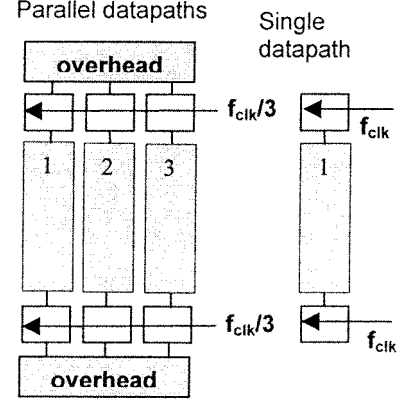 Parallel datapaths
Single
datapath
overhead
f_clk/3
f_clk
1 2 3
1
f_clk/3
f_clk
overhead